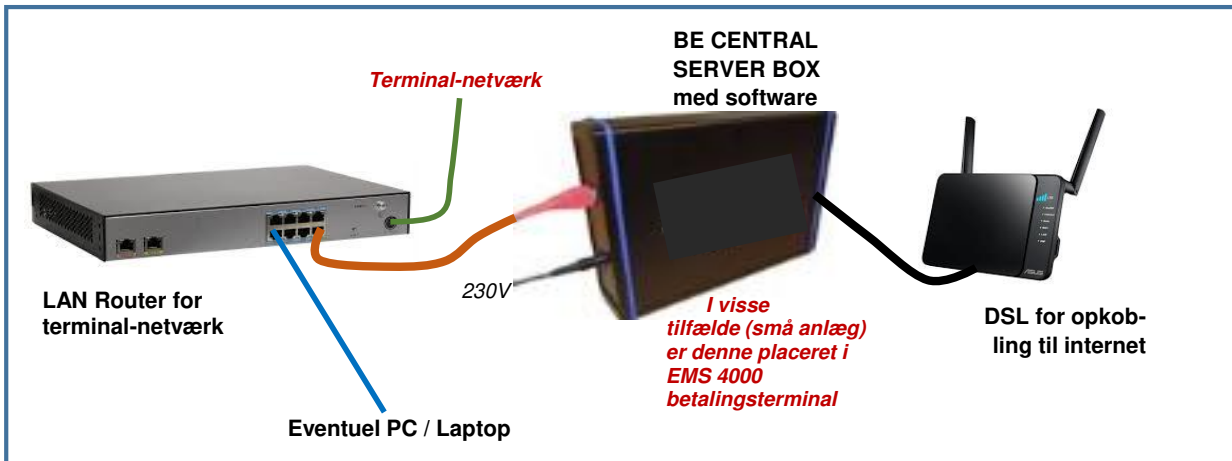 BE CENTRAL
SERVER BOX
med software
Terminal-netværk
230V
LAN Router for
terminal-netværk
I visse
tilfælde (små anlæg)
er denne placeret i
EMS 4000
betalingsterminal
DSL for opkob-
ling til internet
Eventuel PC / Laptop
ASUS